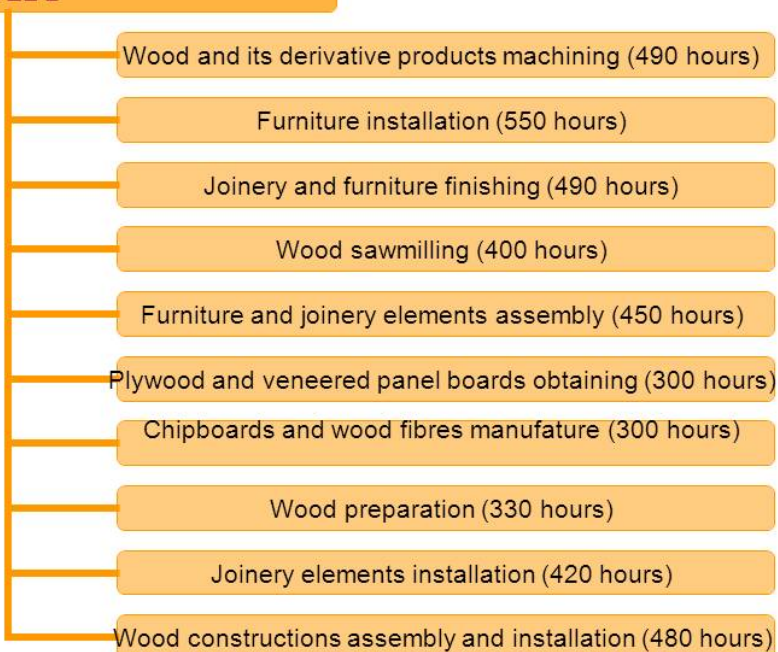 Wood and its derivative products machining (490 hours)
Furniture installation (550 hours)
Joinery and furniture finishing (490 hours)
Wood sawmilling (400 hours)
Furniture and joinery elements assembly (450 hours)
Plywood and veneered panel boards obtaining (300 hours)
Chipboards and wood fibres manufature (300 hours)
Wood preparation (330 hours)
Joinery elements installation (420 hours)
Wood constructions assembly and installation (480 hours)